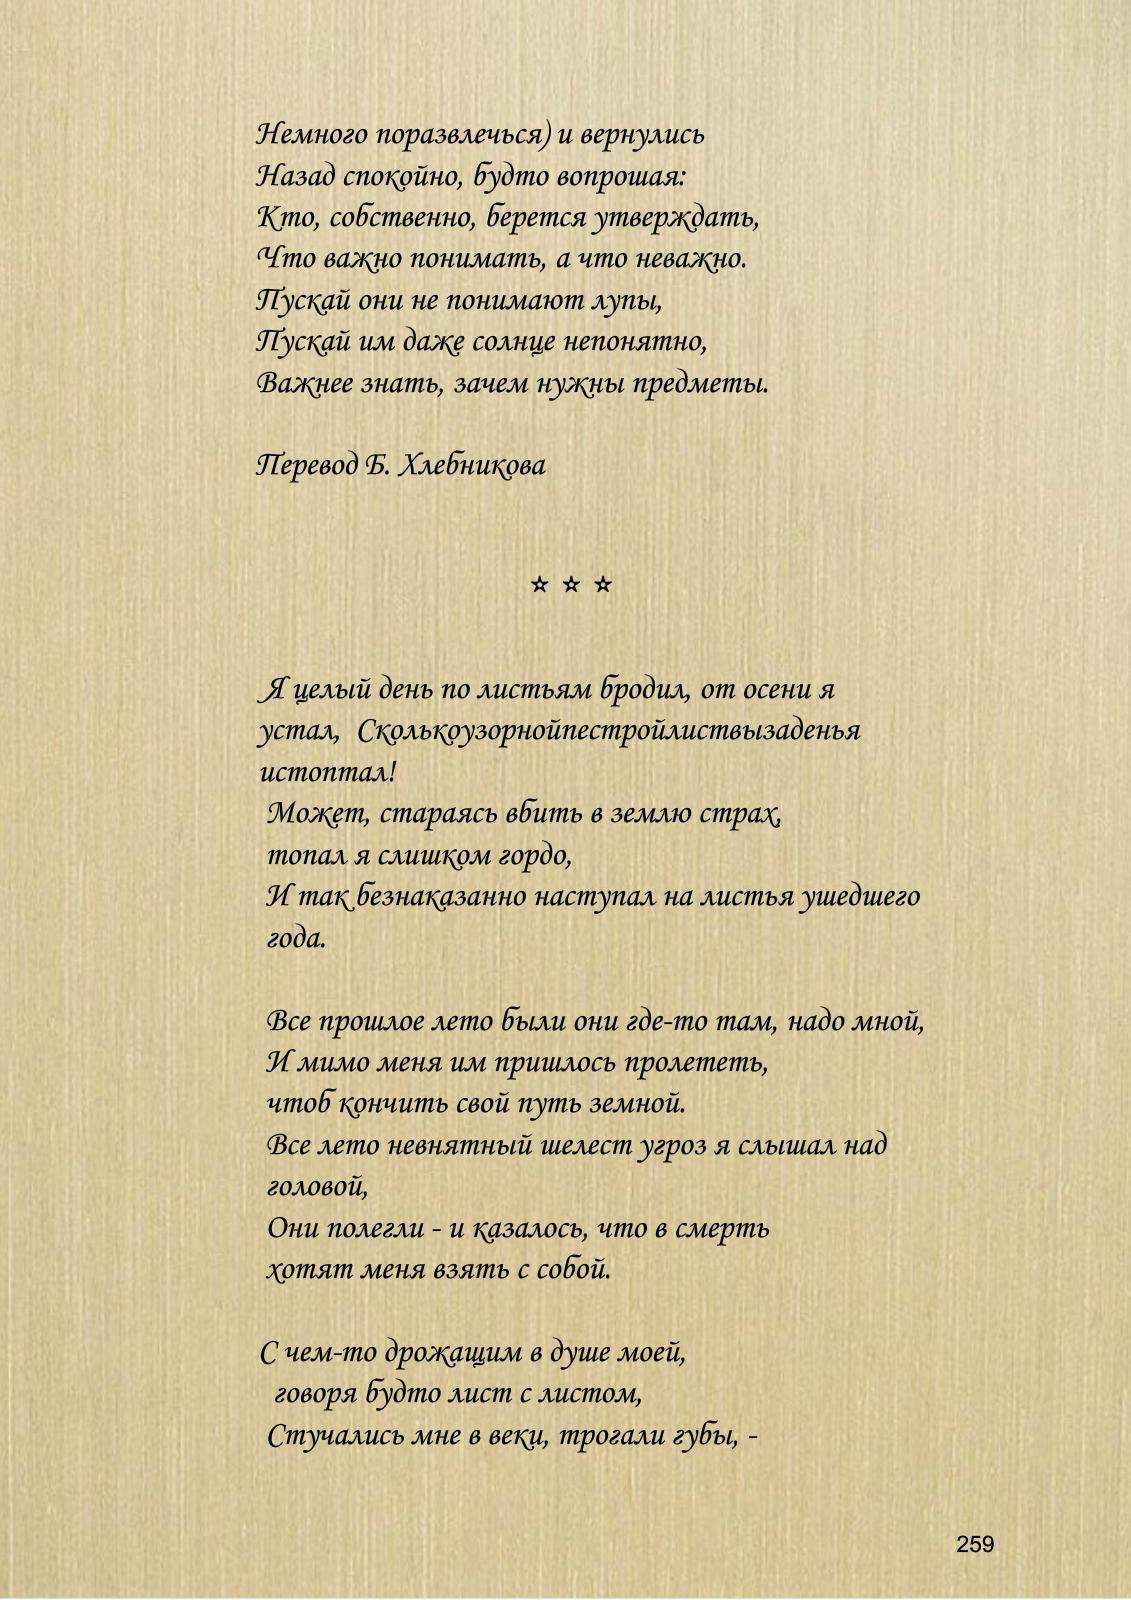 Немного поразвлечься) и вернулись
Назад спокойно, будто вопрошая:
Кто, собственно, берется утверждать,
Что важно понимать, а что неважно.
Пускай они не понимают лупы,
Пускай им даже солнце непонятно,
Важнее знать, зачем нужны предметы.
Перевод Б. Хлебникова
☆ ☆ ☆
Я целый день по листьям бродил, от осени я
устал, Сколькоузорнойпестройлиствызаденья
истоптал!
Может, стараясь вбить в землю страх,
топал я слишком гордо,
И так безнаказанно наступал на листья ушедшего
года.
Все прошлое лето были они где-то там, надо мной,
И мимо меня им пришлось пролететь,
чтоб кончить свой путь земной.
Все лето невнятный шелест угроз я слышал над
головой,
Они полегли - и казалось, что в смерть
хотят меня взять с собой.
С чем-то дрожащим в душе моей,
говоря будто лист с листом,
Стучались мне в веки, трогали губы, -
259